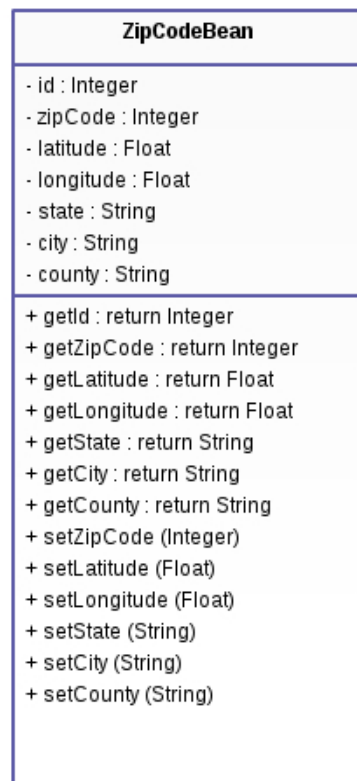 ZipCodeBean
- id : Integer
- zipCode : Integer
- latitude : Float
- longitude : Float
- state : String
- city : String
- county : String
+ getId : return Integer
+ getZipCode : return Integer
+ getLatitude : return Float
+ getLongitude : return Float
+ getState : return String
+ getCity : return String
+ getCounty : return String
+ setZipCode (Integer)
+ setLatitude (Float)
+ setLongitude (Float)
+ setState (String)
+ setCity (String)
+ setCounty (String)